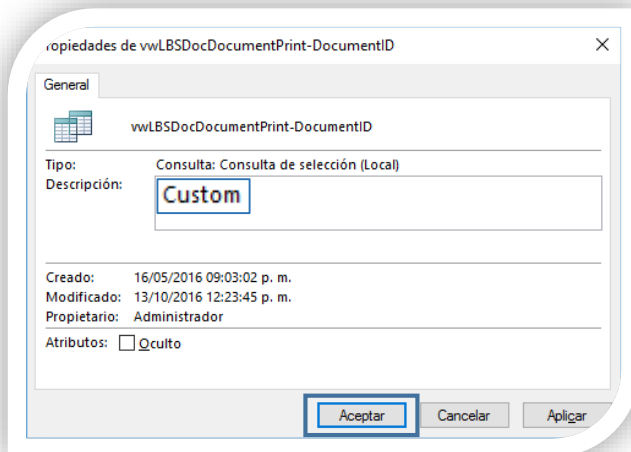 ropiedades de vwLBSDocDocumentPrint-DocumentID
General
vwLBSDocDocumentPrint-DocumentID
Tipo: Consulta: Consulta de selección (Local)
Descripción: Custom
Creado: 16/05/2016 09:03:02 p. m.
Modificado: 13/10/2016 12:23:45 p. m.
Propietario: Administrador
Atributos: Oculto
Aceptar Cancelar Aplicar